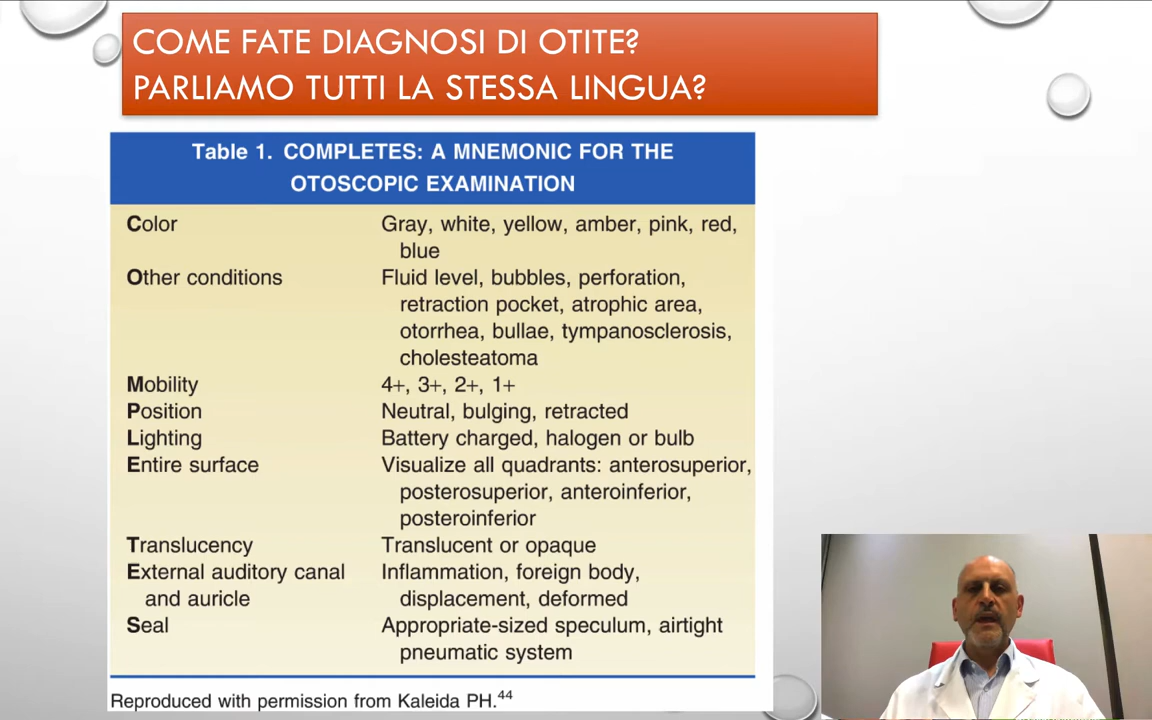 COME FATE DIAGNOSI DI OTITE?
PARLIAMO TUTTI LA STESSA LINGUA?
Table 1. COMPLETES: A MNEMONIC FOR THE
OTOSCOPIC EXAMINATION
Color Gray, white, yellow, amber, pink, red,
blue
Other conditions Fluid level, bubbles, perforation,
retraction pocket, atrophic area,
otorrhea, bullae, tympanosclerosis,
cholesteatoma
Mobility 4+, 3+, 2+, 1+
Position Neutral, bulging, retracted
Lighting Battery charged, halogen or bulb
Entire surface Visualize all quadrants: anterosuperior,
posterosuperior, anteroinferior,
posteroinferior
Translucency Translucent or opaque
External auditory canal Inflammation, foreign body,
and auricle displacement, deformed
Seal Appropriate-sized speculum, airtight
pneumatic system
Reproduced with permission from Kaleida PH.44